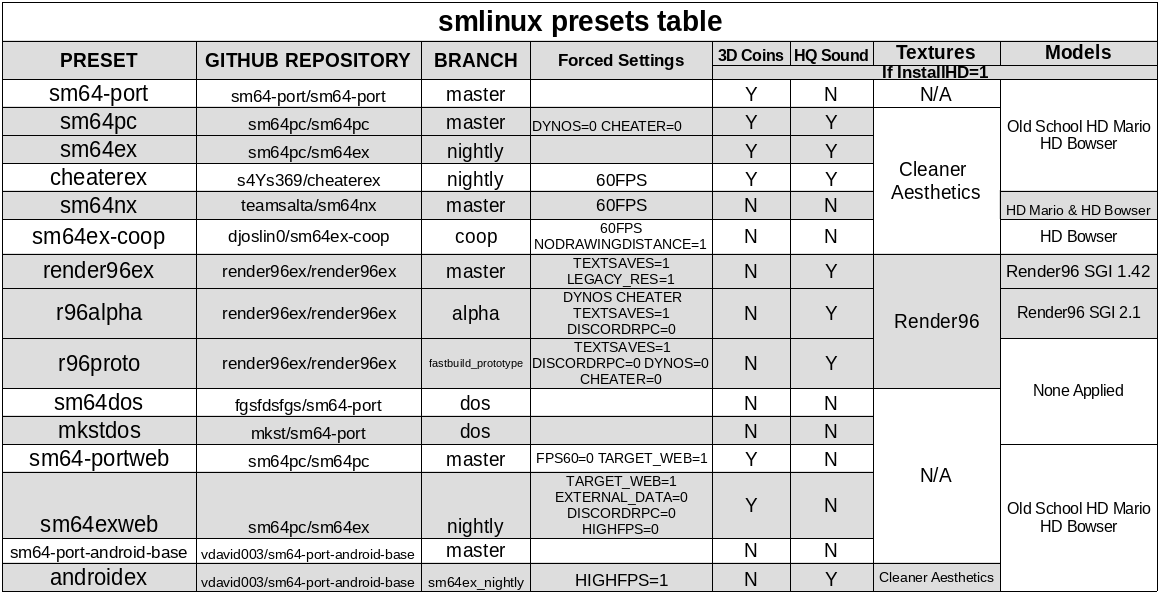 smlinux presets table
PRESET GITHUB REPOSITORY BRANCH Forced Settings 3D Coins HQ Sound Textures Models
If InstallHD=1
sm64-port sm64-port/sm64-port master Y N N/A
sm64pc sm64pc/sm64pc master DYNOS=0 CHEATER=0 Y Y
Old School HD Mario
HD Bowser
sm64ex sm64pc/sm64ex nightly Y Y
Cleaner
Aesthetics
cheaterex s4Ys369/cheaterex nightly 60FPS Y Y
sm64nx teamsalta/sm64nx master 60FPS N N HD Mario & HD Bowser
sm64ex-coop djoslin0/sm64ex-coop coop 60FPS
NODRAWINGDISTANCE=1 N N HD Bowser
render96ex render96ex/render96ex master TEXTSAVES=1
LEGACY_RES=1 N Y Render96 SGI 1.42
r96alpha render96ex/render96ex alpha DYNOS CHEATER
TEXTSAVES=1
DISCORDRPC=0 N Y Render96 Render96 SGI 2.1
r96proto render96ex/render96ex fastbuild_prototype TEXTSAVES=1
DISCORDRPC=0 DYNOS=0
CHEATER=0 N Y
None Applied
sm64dos fgsfdsfgs/sm64-port dos N N
mkstdos mkst/sm64-port dos N N
sm64-portweb sm64pc/sm64pc master FPS60=0 TARGET_WEB=1 Y N
N/A
sm64exweb sm64pc/sm64ex nightly TARGET_WEB=1
EXTERNAL_DATA=0
DISCORDRPC=0
HIGHFPS=0 Y N
Old School HD Mario
HD Bowser
sm64-port-android-base vdavid003/sm64-port-android-base master N N
androidex vdavid003/sm64-port-android-base sm64ex_nightly HIGHFPS=1 N Y Cleaner Aesthetics